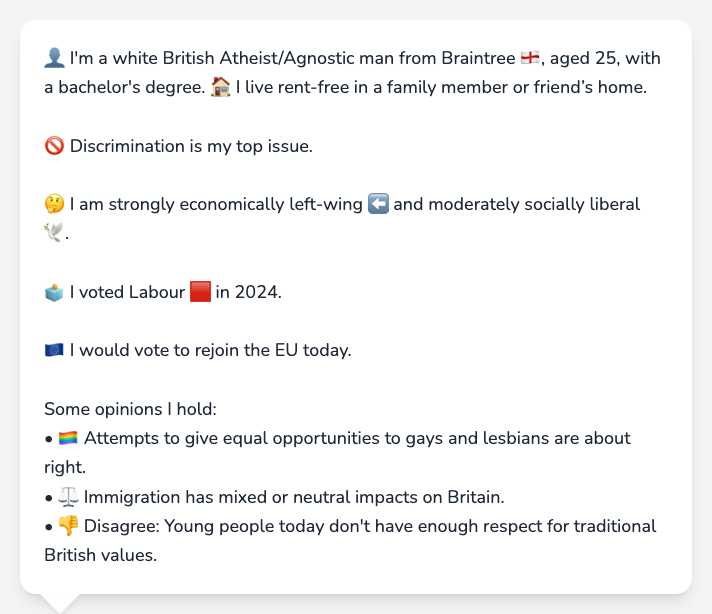 👤 I'm a white British Atheist/Agnostic man from Braintree 🏴󠁧󠁢󠁥󠁮󠁧󠁿, aged 25, with
a bachelor's degree. 🏠 I live rent-free in a family member or friend’s home.
🚫 Discrimination is my top issue.
🤔 I am strongly economically left-wing ⬅️ and moderately socially liberal
🕊️.
🗳️ I voted Labour 🟥 in 2024.
🇪🇺 I would vote to rejoin the EU today.
Some opinions I hold:
• 🏳️‍🌈 Attempts to give equal opportunities to gays and lesbians are about
right.
• ⚖️ Immigration has mixed or neutral impacts on Britain.
• 👎 Disagree: Young people today don't have enough respect for traditional
British values.